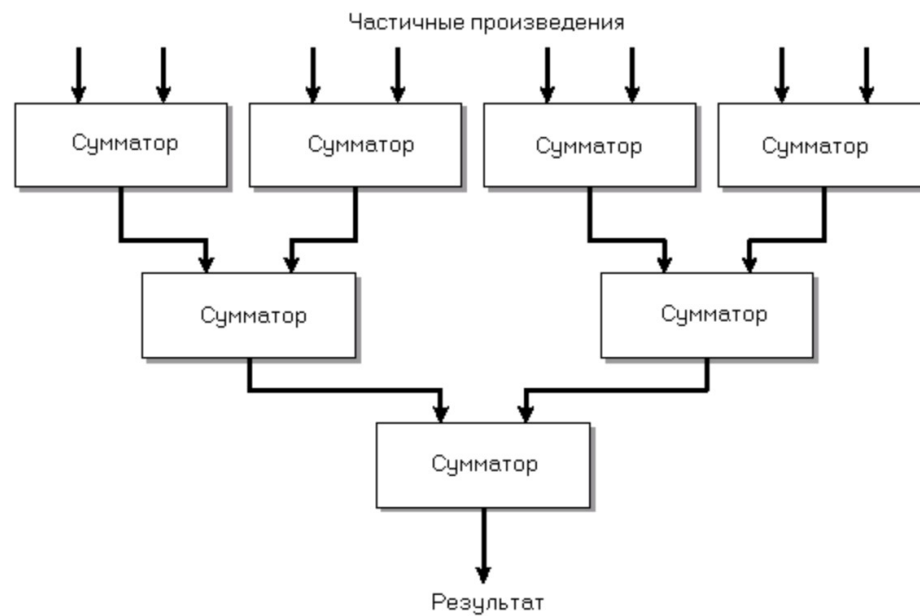 Частичные произведения
Сумматор
Сумматор
Сумматор
Сумматор
Сумматор
Сумматор
Сумматор
Результат